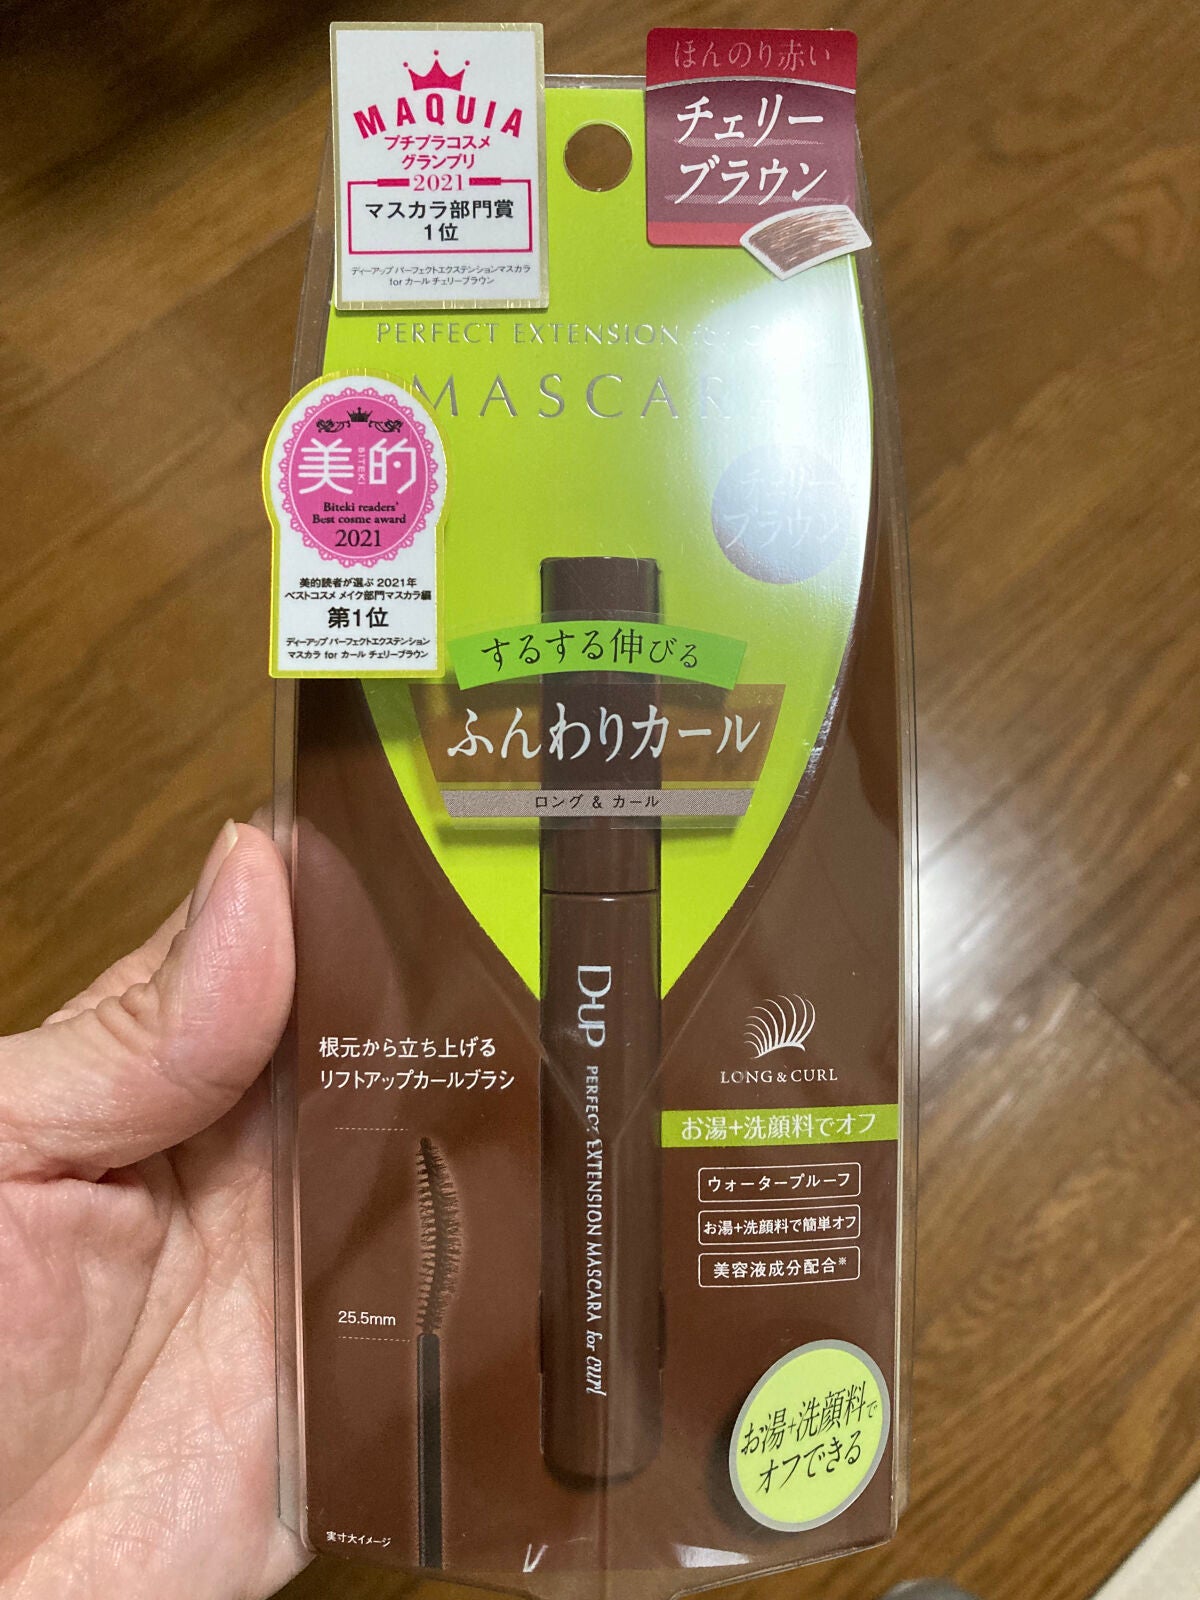 MAQUIA
プチプラコスメ
グランプリ
2021
マスカラ部門賞
1位
ディーアップ パーフェクトエクステンションマスカラ
for カール チェリーブラウン
ほんのり赤い
チェリー
ブラウン
PERFECT EXTENSION for
MASCARA
美的
BITEKI
Biteki readers'
Best cosme award
2021
美的読者が選ぶ 2021年
ベストコスメ メイク部門マスカラ編
第1位
ディーアップ パーフェクトエクステンション
マスカラ for カール チェリーブラウン
チェリー
ブラウン
するする伸びる
ふんわりカール
ロング & カール
D-UP PERFECT EXTENSION MASCARA for curl
根元から立ち上げる
リフトアップカールブラシ
25.5mm
実寸大イメージ
LONG & CURL
お湯+洗顔料でオフ
ウォータープルーフ
お湯+洗顔料で簡単オフ
美容液成分配合※
お湯+洗顔料で
オフできる